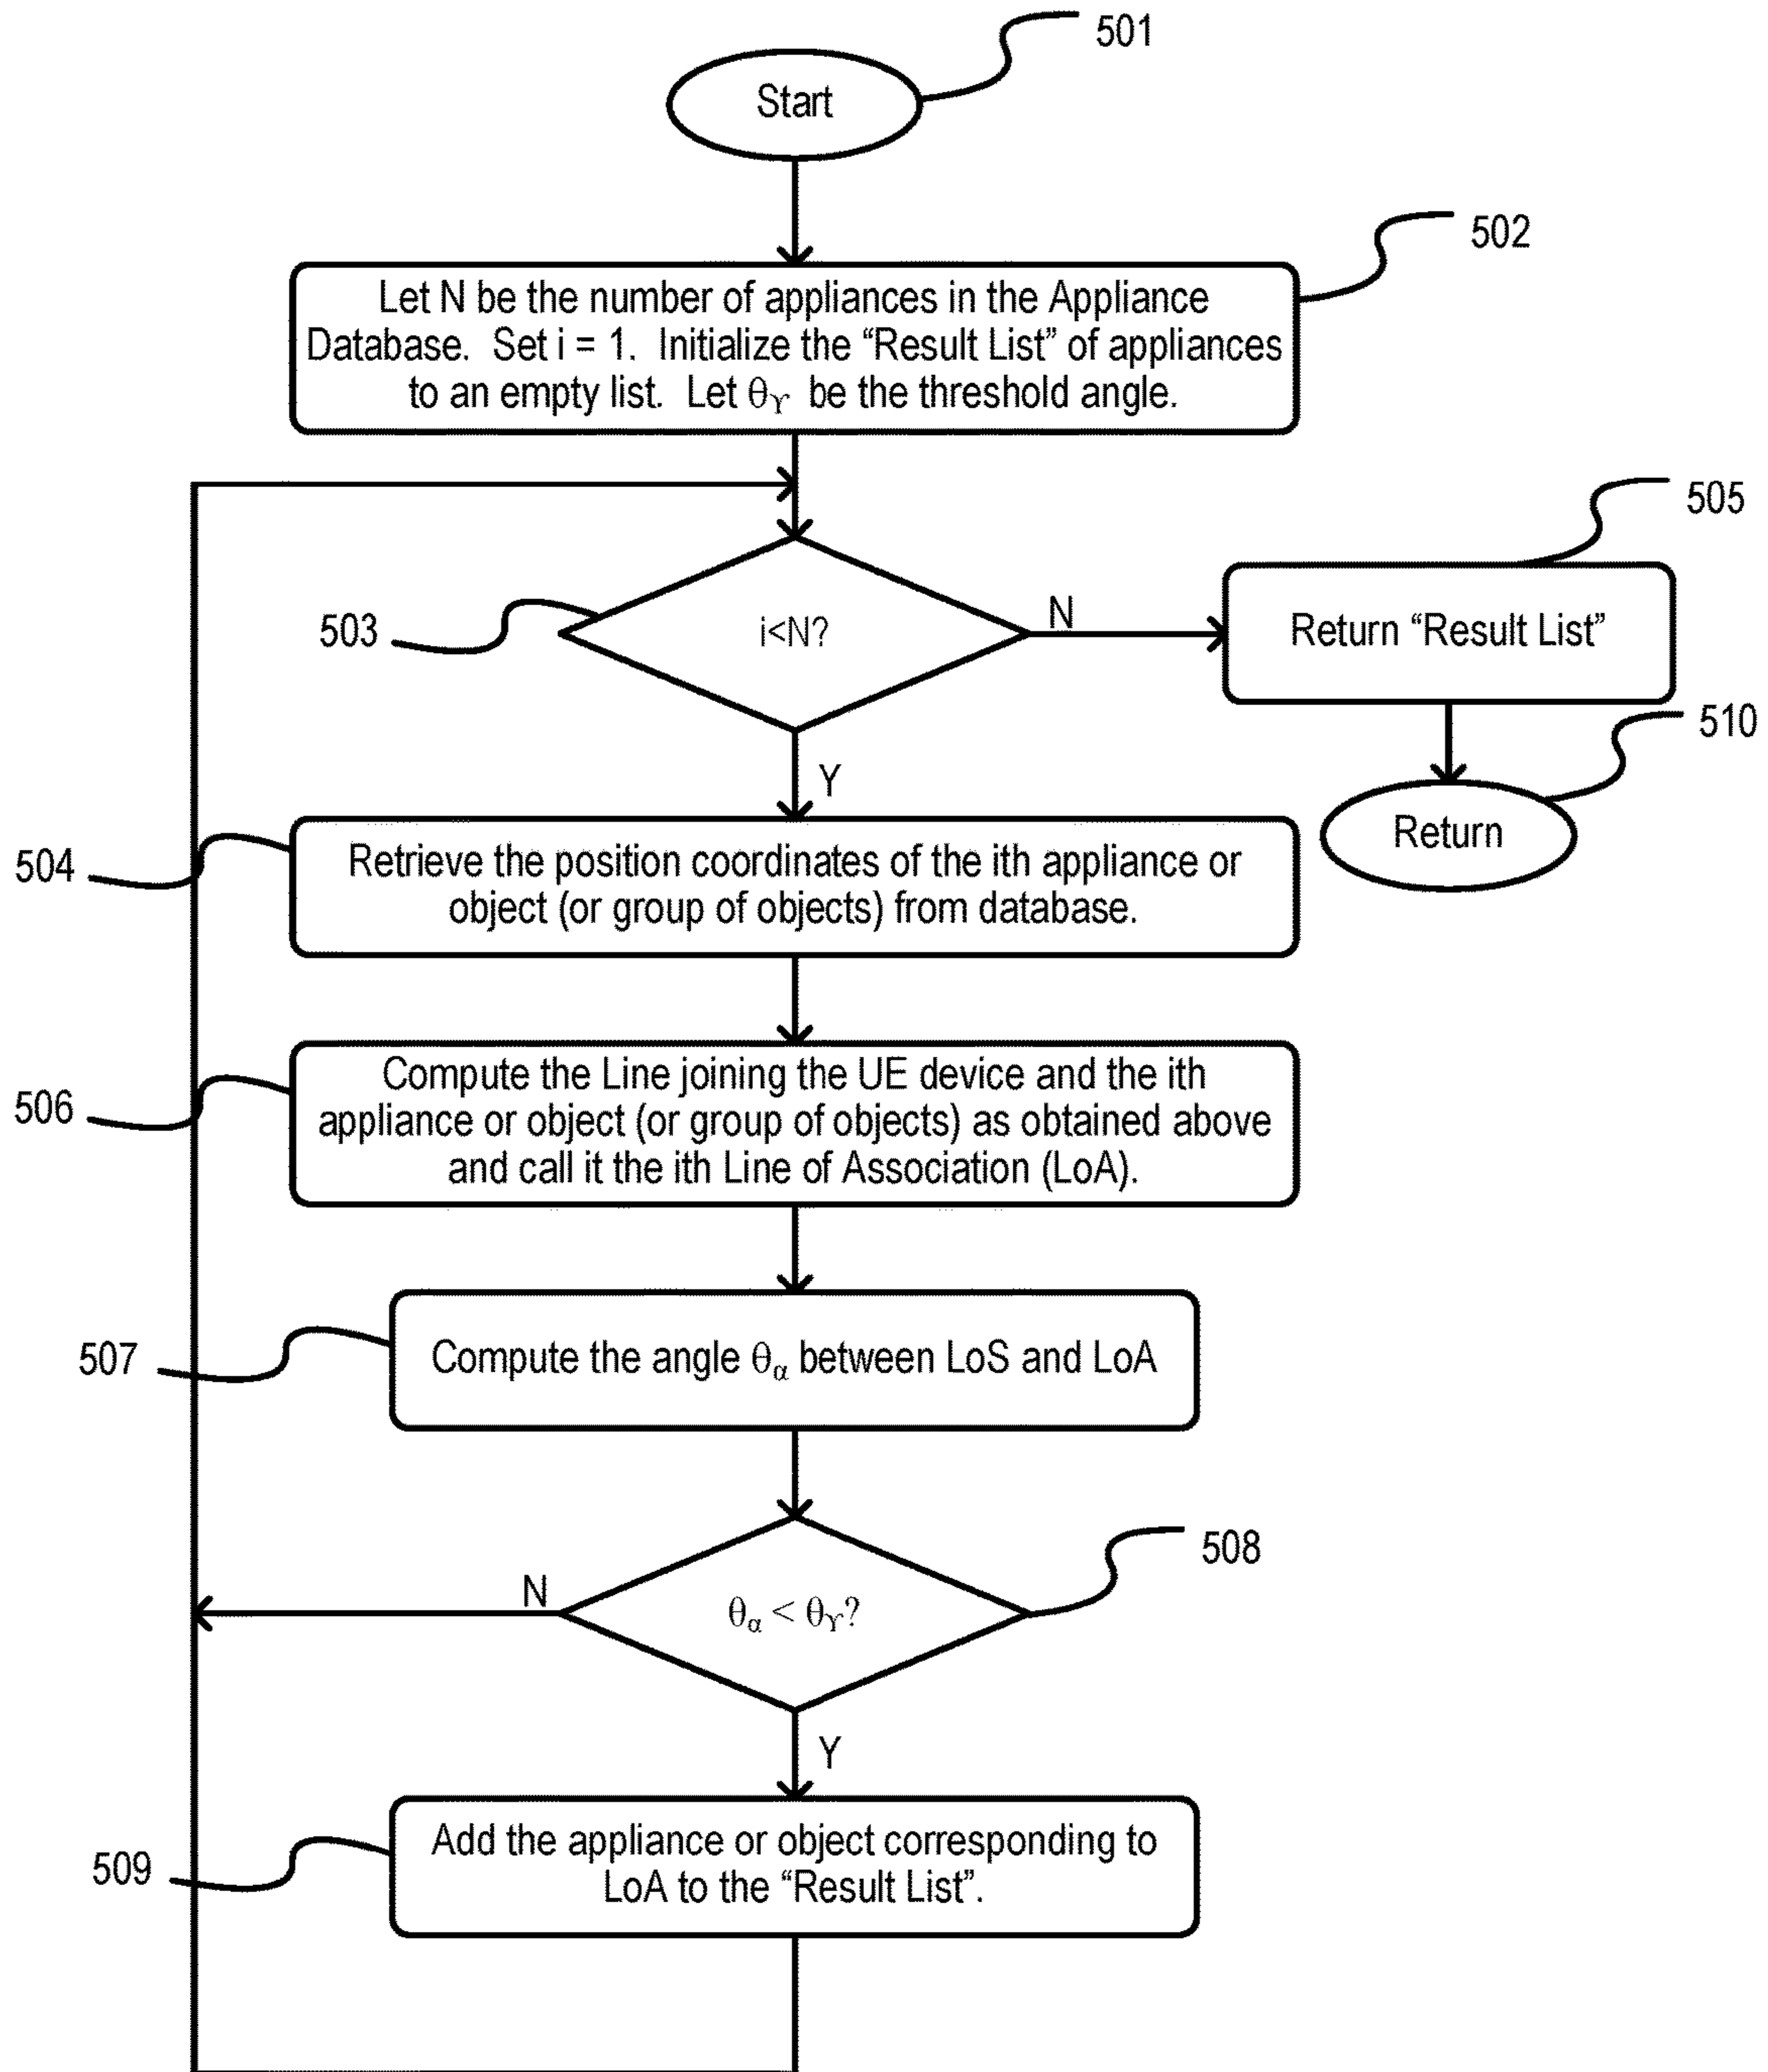 501
Start
502
Let N be the number of appliances in the Appliance
Database. Set i = 1. Initialize the “Result List” of appliances
to an empty list. Let θϒ be the threshold angle.
503
i<N?
N
505
Return “Result List”
510
Return
Y
504
Retrieve the position coordinates of the ith appliance or
object (or group of objects) from database.
506
Compute the Line joining the UE device and the ith
appliance or object (or group of objects) as obtained above
and call it the ith Line of Association (LoA).
507
Compute the angle θα between LoS and LoA
508
N
θα < θϒ?
Y
509
Add the appliance or object corresponding to
LoA to the “Result List”.